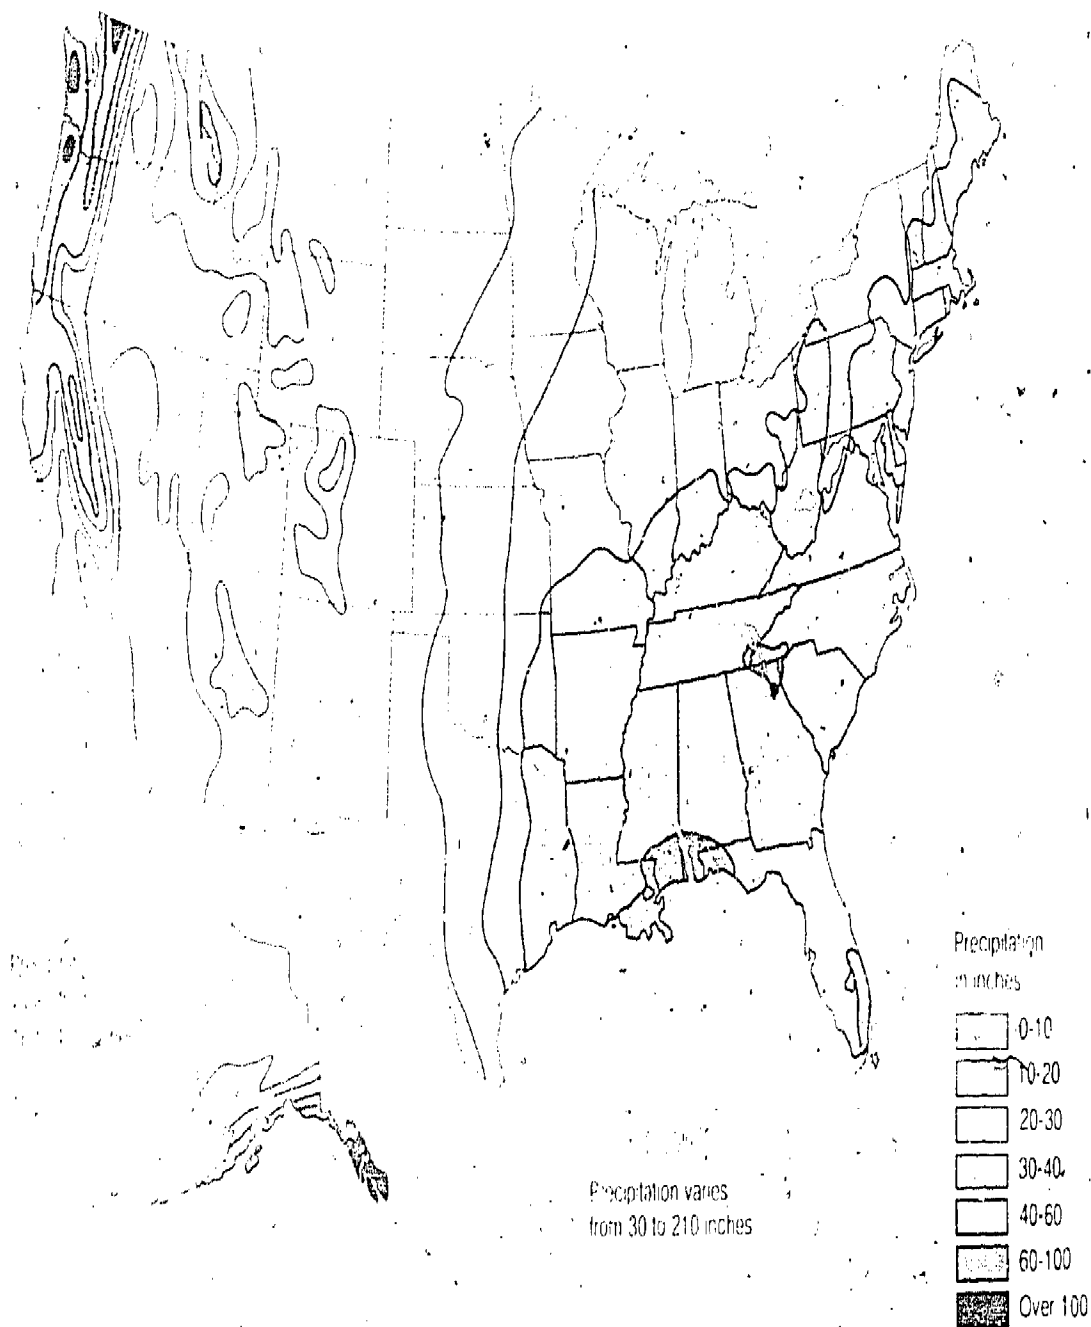 Precipitation varies
from 30 to 210 inches
Precipitation
in inches
0-10
10-20
20-30
30-40
40-60
60-100
Over 100